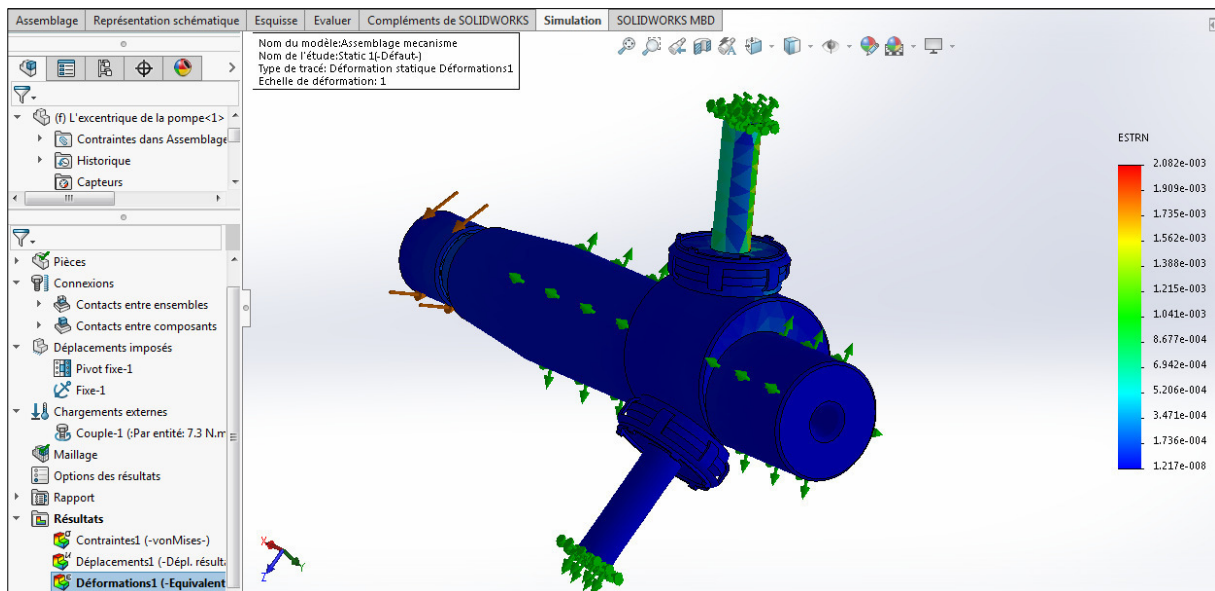 Assemblage Représentation schématique Esquisse Evaluer Compléments de SOLIDWORKS Simulation SOLIDWORKS MBD
Nom du modèle:Assemblage mecanisme
Nom de l'étude:Static 1(-Défaut-)
Type de tracé: Déformation statique Déformations1
Echelle de déformation: 1
(f) L'excentrique de la pompe<1>
Contraintes dans Assemblage
Historique
Capteurs
Pièces
Connexions
Contacts entre ensembles
Contacts entre composants
Déplacements imposés
Pivot fixe-1
Fixe-1
Chargements externes
Couple-1 (:Par entité: 7.3 N.m
Maillage
Options des résultats
Rapport
Résultats
Contraintes1 (-vonMises-)
Déplacements1 (-Dépl. résult
Déformations1 (-Equivalent
X
Y
Z
ESTRN
2.082e-003
1.909e-003
1.735e-003
1.562e-003
1.388e-003
1.215e-003
1.041e-003
8.677e-004
6.942e-004
5.206e-004
3.471e-004
1.736e-004
1.217e-008